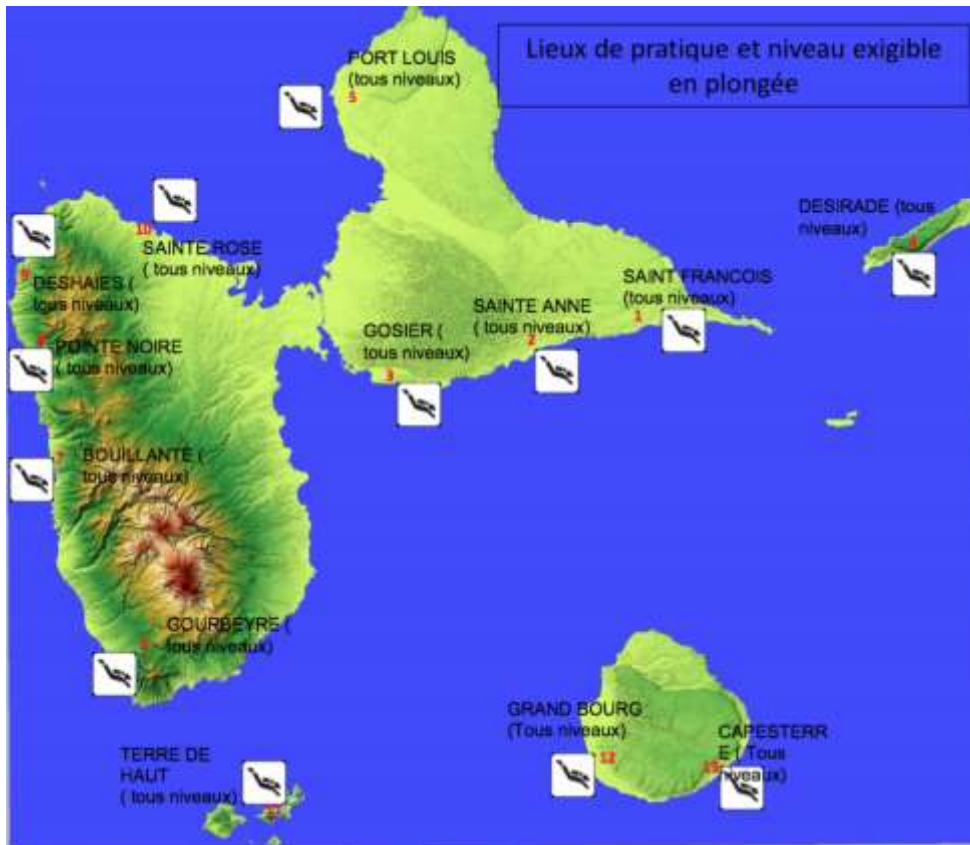 Lieux de pratique et niveau exigible
en plongée
PORT LOUIS
(tous niveaux)
5
10
SAINTE ROSE
( tous niveaux)
DESIRADE (tous
niveaux)
9
DESHAIES (
tous niveaux)
SAINT FRANCOIS
(tous niveaux)
1
SAINTE ANNE
( tous niveaux)
2
GOSIER (
tous niveaux)
3
POINTE NOIRE
( tous niveaux)
7
BOUILLANTE (
tous niveaux)
GOURBEYRE (
tous niveaux)
GRAND BOURG
(Tous niveaux)
12
CAPESTERR
E ( Tous
niveaux)
TERRE DE
HAUT
( tous niveaux)